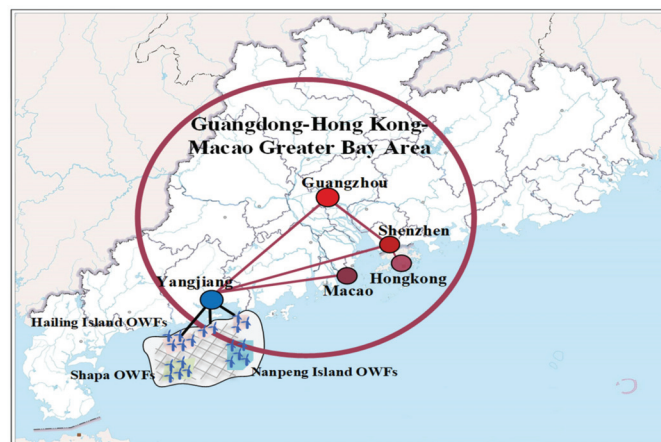 Guangdong-Hong Kong-
Macao Greater Bay Area
Guangzhou
Shenzhen
Hongkong
Macao
Yangjiang
Hailing Island OWFs
Shapa OWFs
Nanpeng Island OWFs